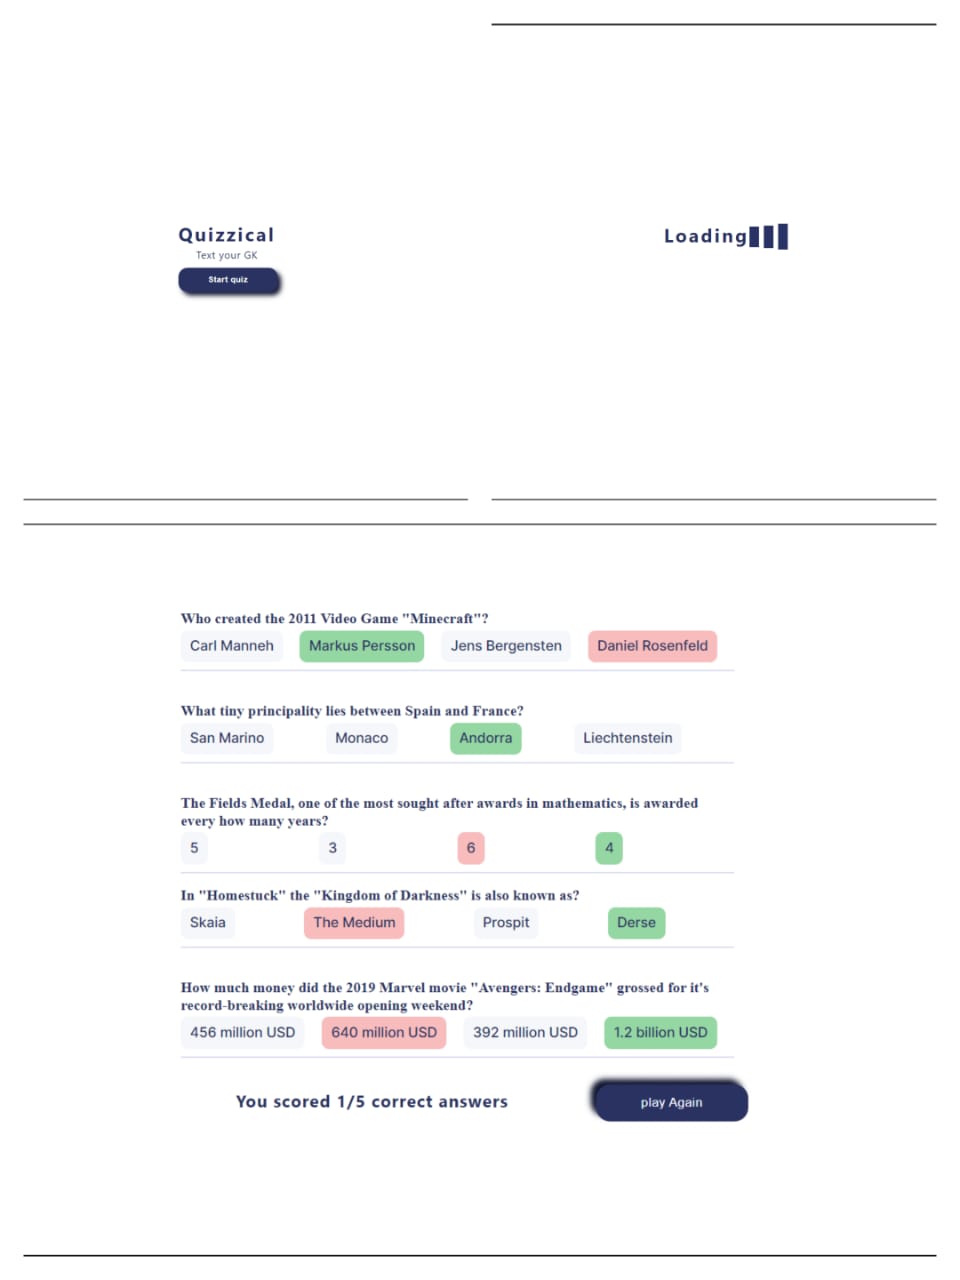 Quizzical
Text your GK
Start quiz
Loading
Who created the 2011 Video Game "Minecraft"?
Carl Manneh Markus Persson Jens Bergensten Daniel Rosenfeld
What tiny principality lies between Spain and France?
San Marino Monaco Andorra Liechtenstein
The Fields Medal, one of the most sought after awards in mathematics, is awarded
every how many years?
5 3 6 4
In "Homestuck" the "Kingdom of Darkness" is also known as?
Skaia The Medium Prospit Derse
How much money did the 2019 Marvel movie "Avengers: Endgame" grossed for it's
record-breaking worldwide opening weekend?
456 million USD 640 million USD 392 million USD 1.2 billion USD
You scored 1/5 correct answers play Again